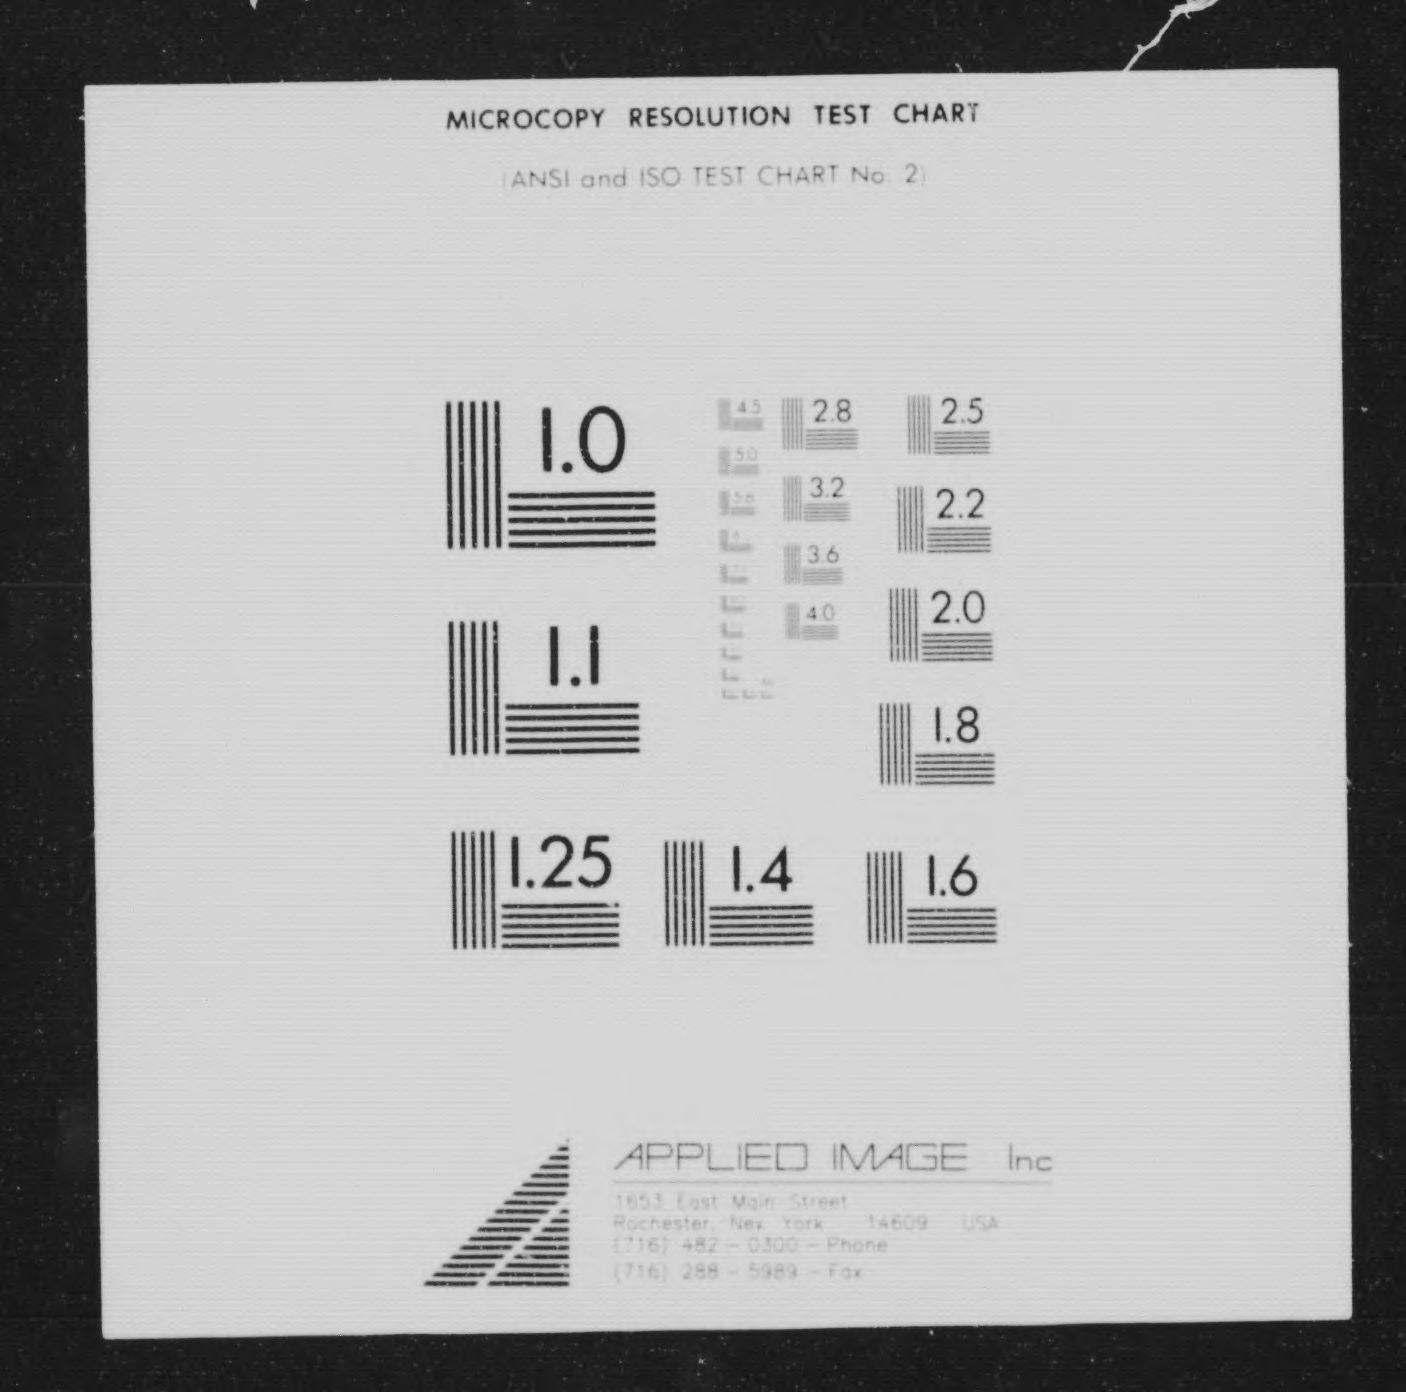 MICROCOPY RESOLUTION TEST CHART
(ANSI and ISO TEST CHART No. 2)
1.0
1.1
1.25
1.4
1.6
1.8
2.0
2.2
2.5
2.8
3.2
3.6
4.0
4.5
5.0
5.6
APPLIED IMAGE Inc
1653 East Main Street
Rochester, New York 14609 USA
(716) 482 - 0300 - Phone
(716) 288 - 5989 - Fax